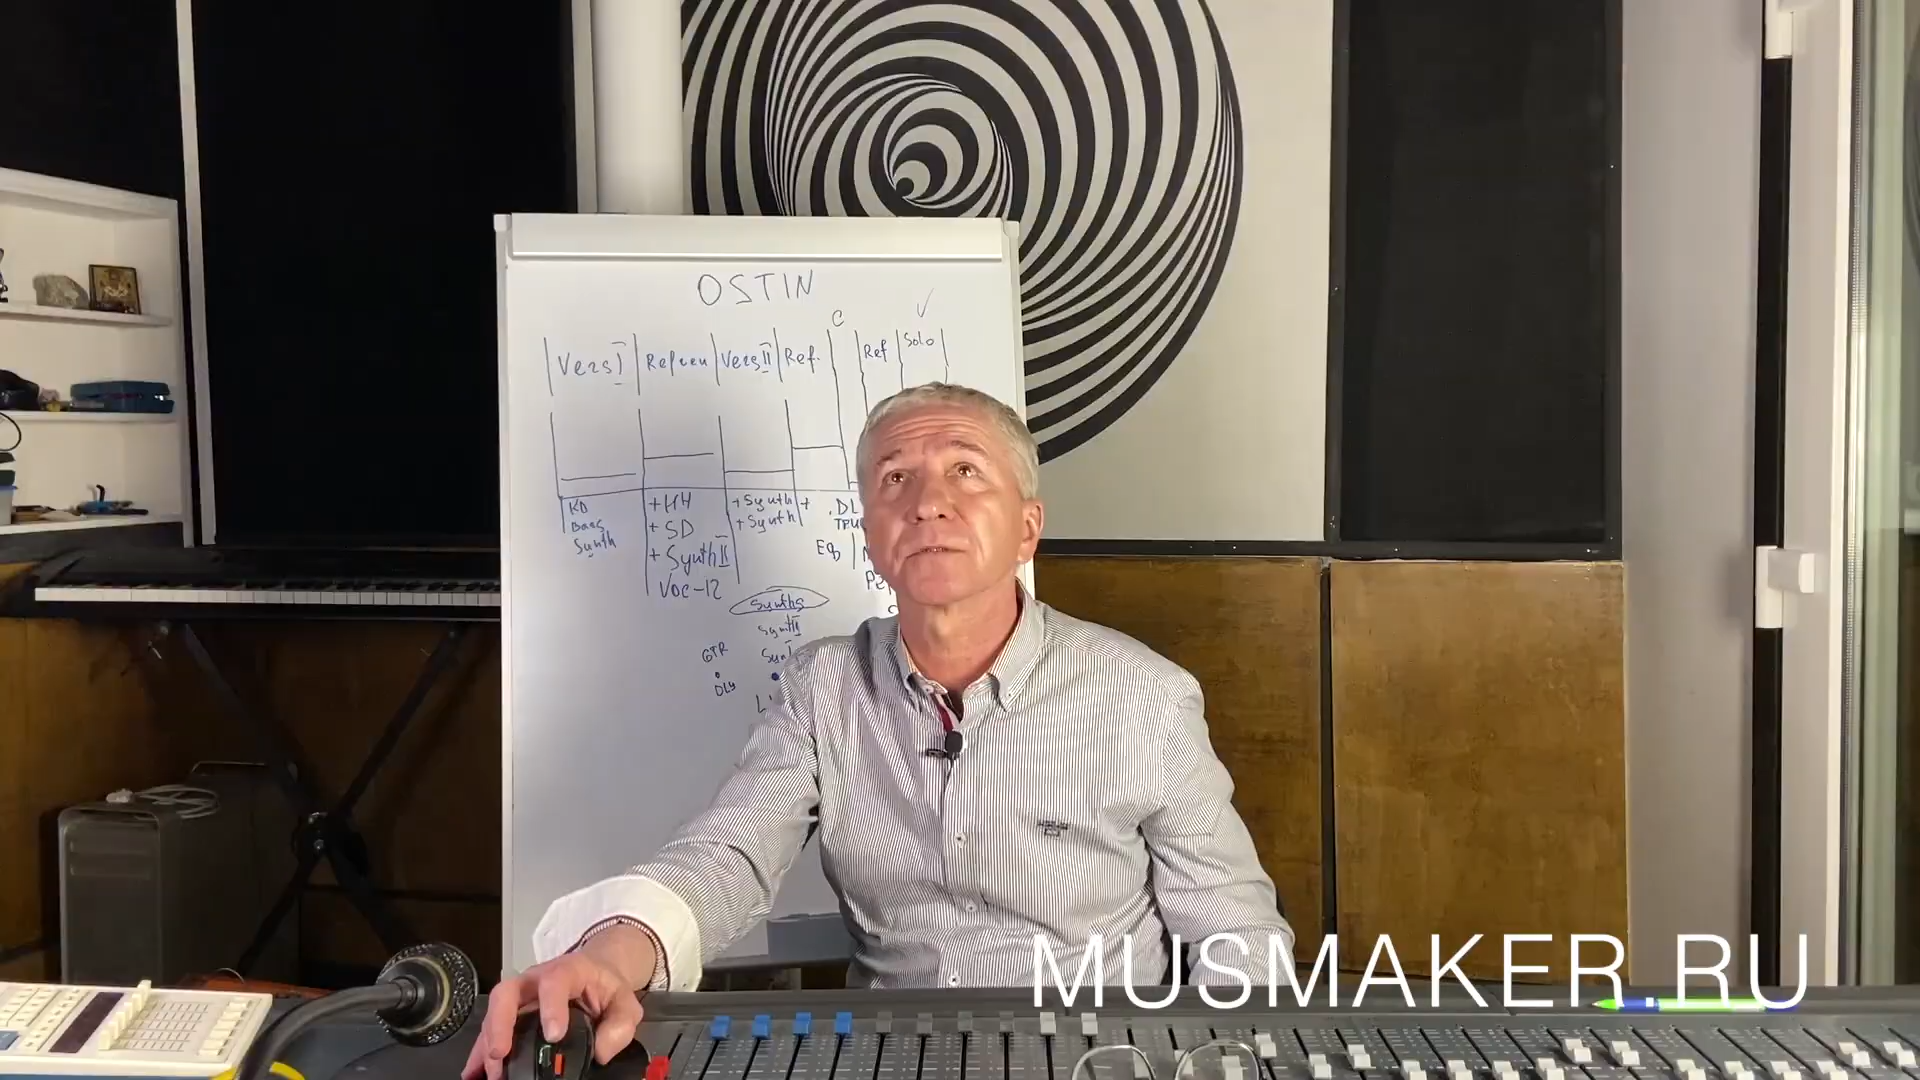 OSTIN
C
Vers I Refren Vers II Ref. Ref Solo
KD
Bass
Synth
+ HH
+ SD
+ Synth II
Voc-12
+ Synth
+ Synth
+
DL
EQ
Synths
Synth
GTR
DLY
MUSMAKER.RU